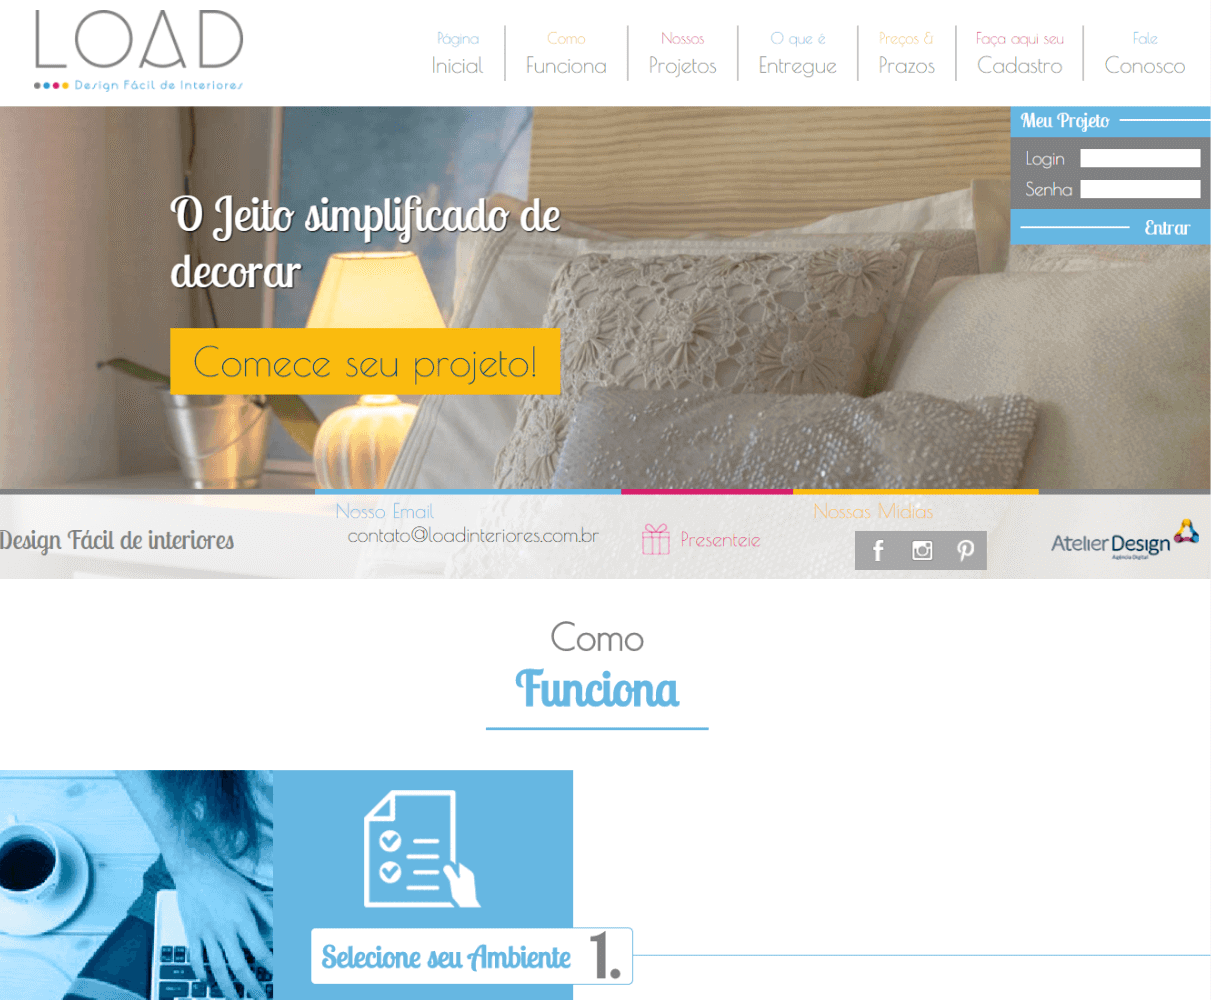 LOAD
Design Fácil de Interiores
Página
Inicial
Como
Funciona
Nossos
Projetos
O que é
Entregue
Preços &
Prazos
Faça aqui seu
Cadastro
Fale
Conosco
Meu Projeto
Login
Senha
Entrar
O Jeito simplificado de
decorar
Comece seu projeto!
Design Fácil de interiores
Nosso Email
contato@loadinteriores.com.br
Presenteie
Nossas Mídias
f
Atelier Design
Agência Digital
Como
Funciona
Selecione seu Ambiente 1.